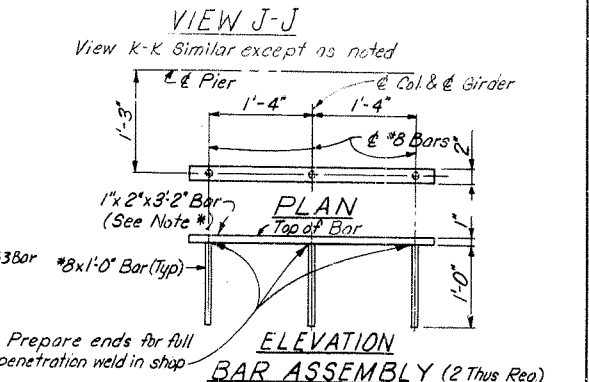 VIEW J-J
View K-K Similar except as noted
℄ Pier
℄ Col. & ℄ Girder
1'-4"
1'-4"
1'-3"
℄ #8 Bars
2"
1"x 2"x 3'-2" Bar
(See Note *)
PLAN
Top of Bar
1"
3 Bar
#8x1'-0" Bar (Typ)
1'-0"
Prepare ends for full
penetration weld in shop
ELEVATION
BAR ASSEMBLY (2 Thus Req.)